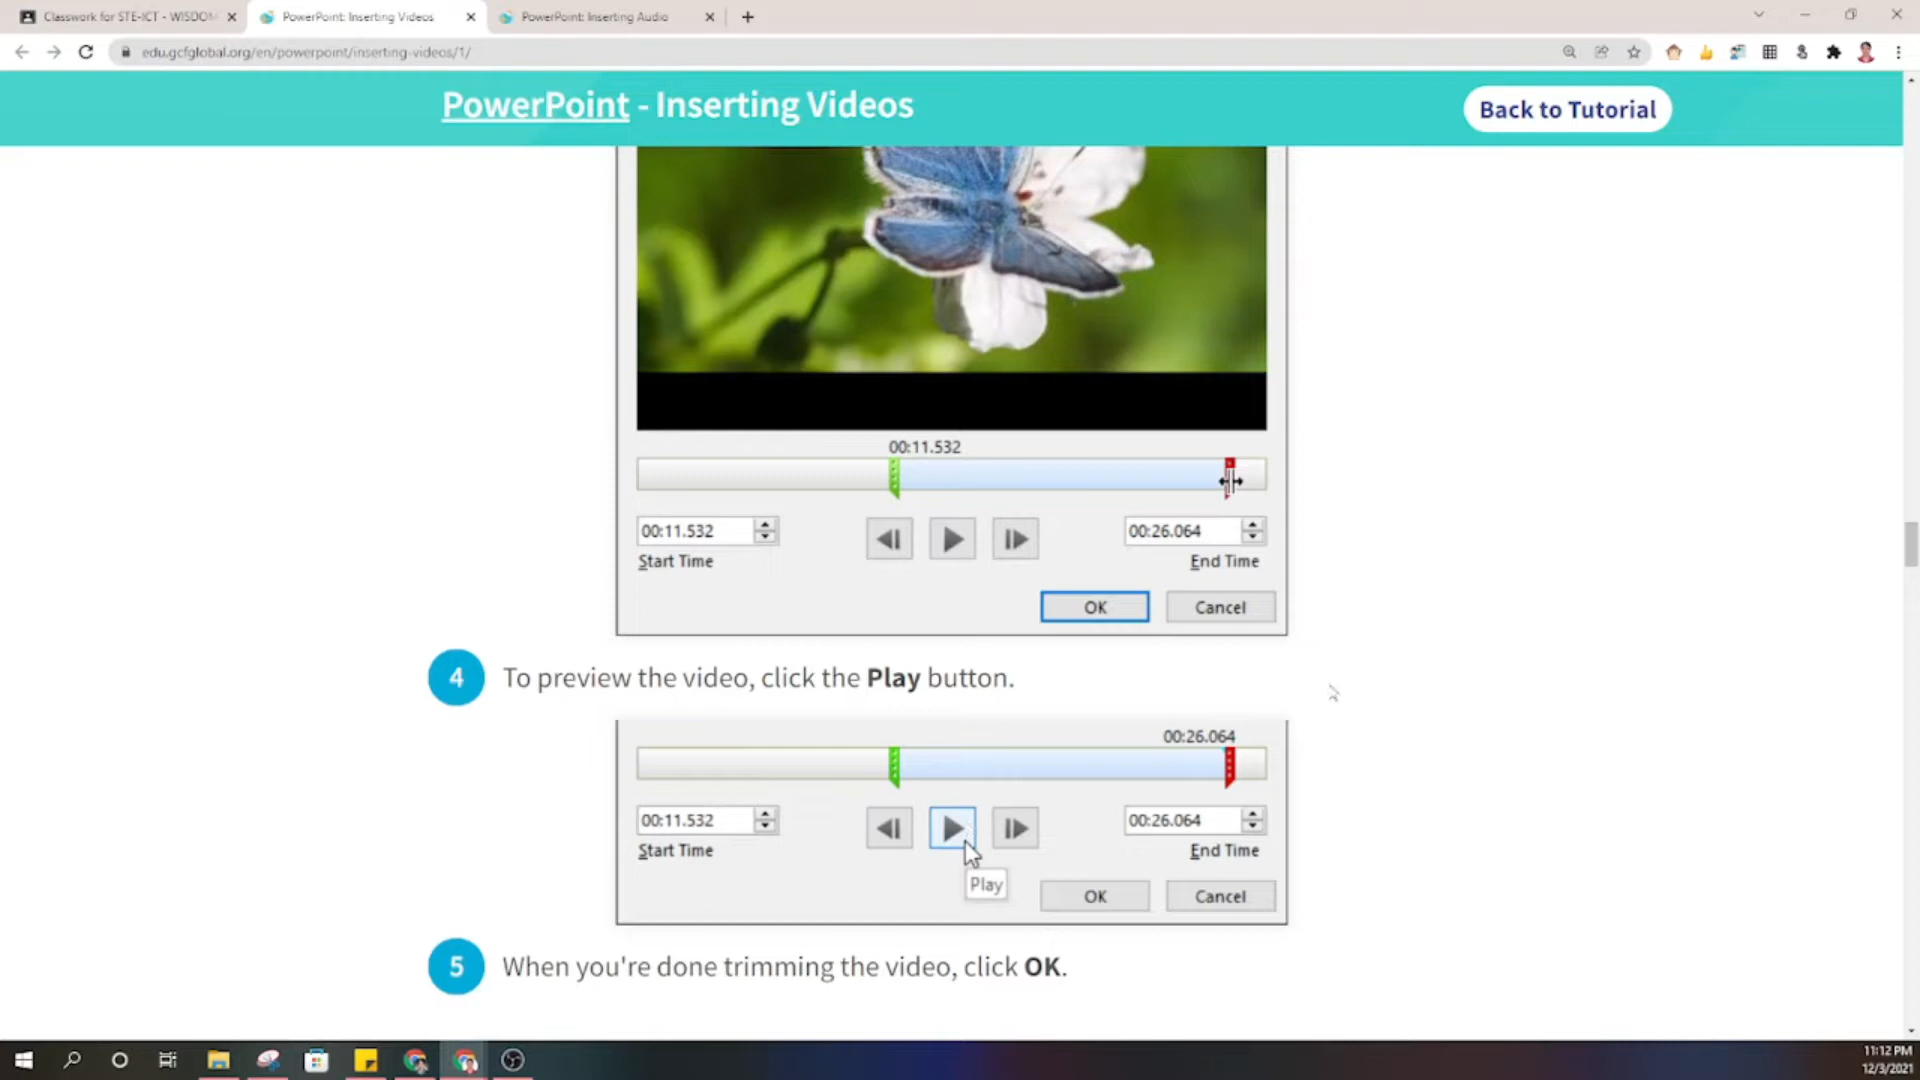 Classwork for STE-ICT - WISDOM
PowerPoint: Inserting Videos
PowerPoint: Inserting Audio
edu.gcfglobal.org/en/powerpoint/inserting-videos/1/
PowerPoint - Inserting Videos
Back to Tutorial
00:11.532
00:11.532
00:26.064
Start Time
End Time
OK
Cancel
4 To preview the video, click the Play button.
00:26.064
00:11.532
00:26.064
Start Time
End Time
Play
OK
Cancel
5 When you're done trimming the video, click OK.
11:12 PM
12/3/2021